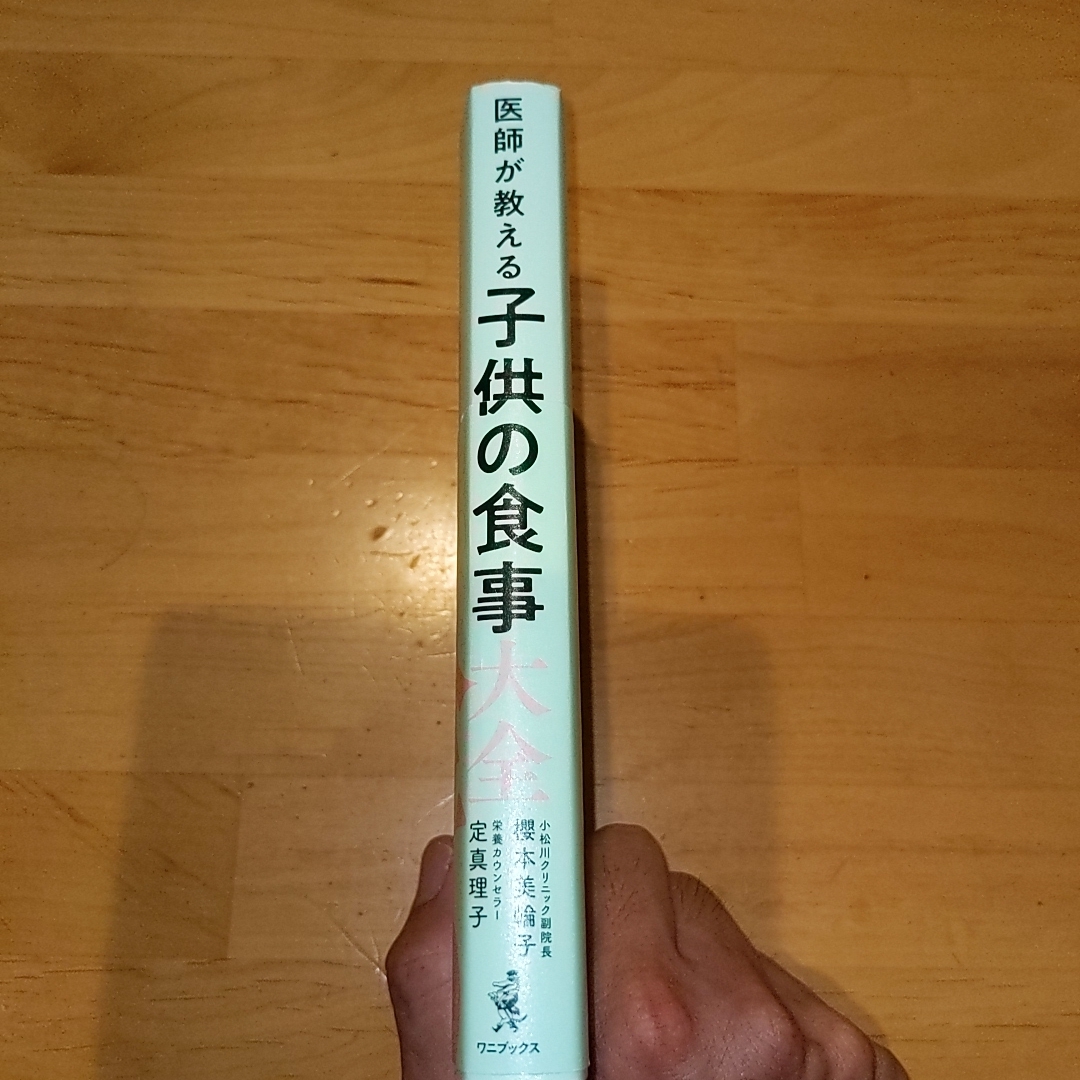 医師が教える
子供の食事
大全
小松川クリニック副院長
櫻本美輪子
栄養カウンセラー
定真理子
ワニブックス